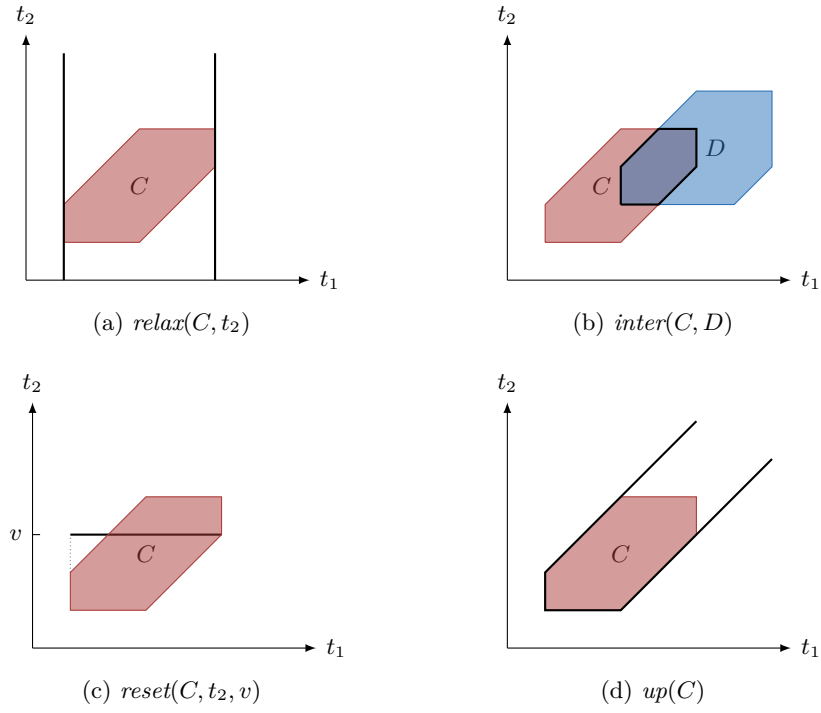 t₂
C
t₁
(a) relax(C, t₂)
t₂
C
D
t₁
(b) inter(C, D)
t₂
v
C
t₁
(c) reset(C, t₂, v)
t₂
C
t₁
(d) up(C)